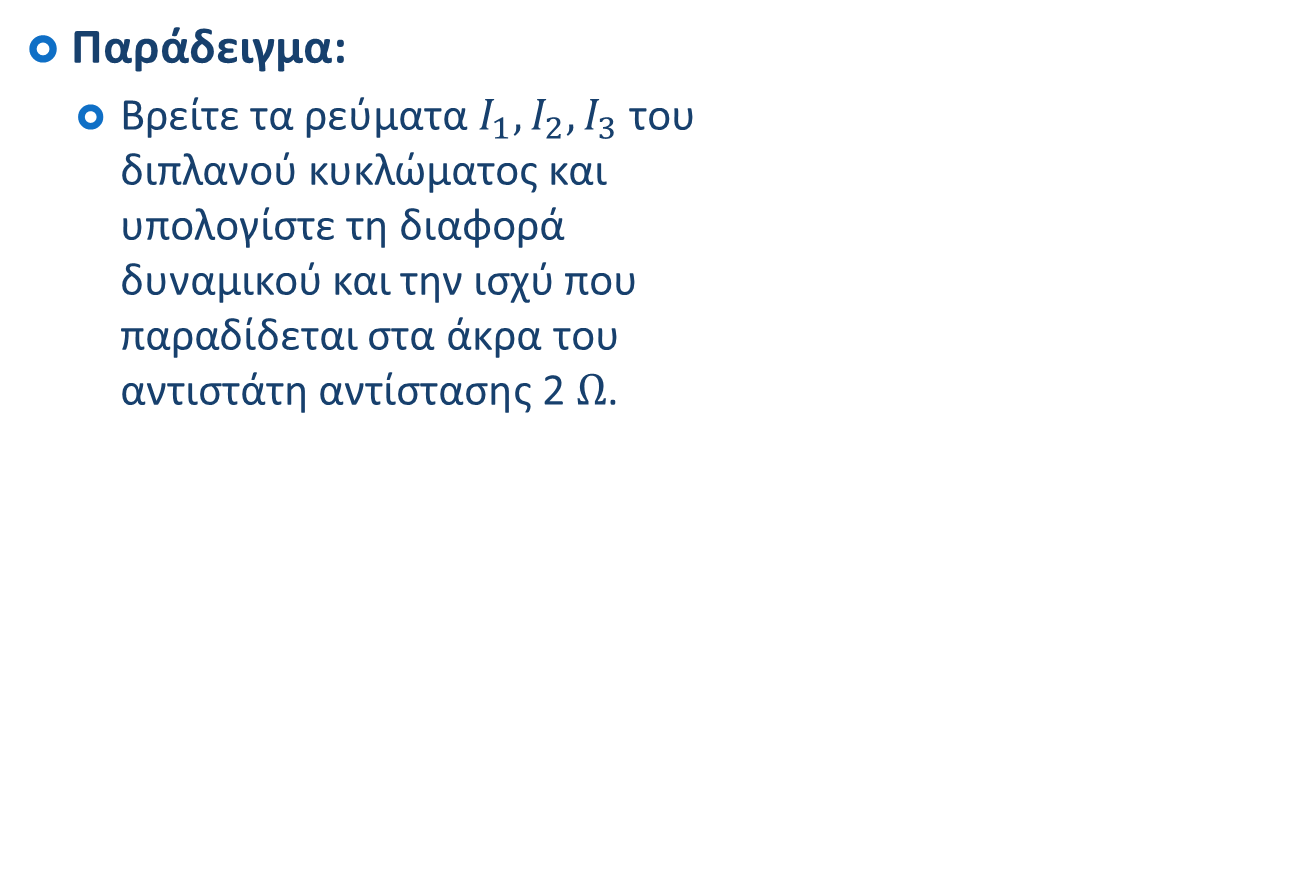 Παράδειγμα:
Βρείτε τα ρεύματα I₁, I₂, I₃ του
διπλανού κυκλώματος και
υπολογίστε τη διαφορά
δυναμικού και την ισχύ που
παραδίδεται στα άκρα του
αντιστάτη αντίστασης 2 Ω.